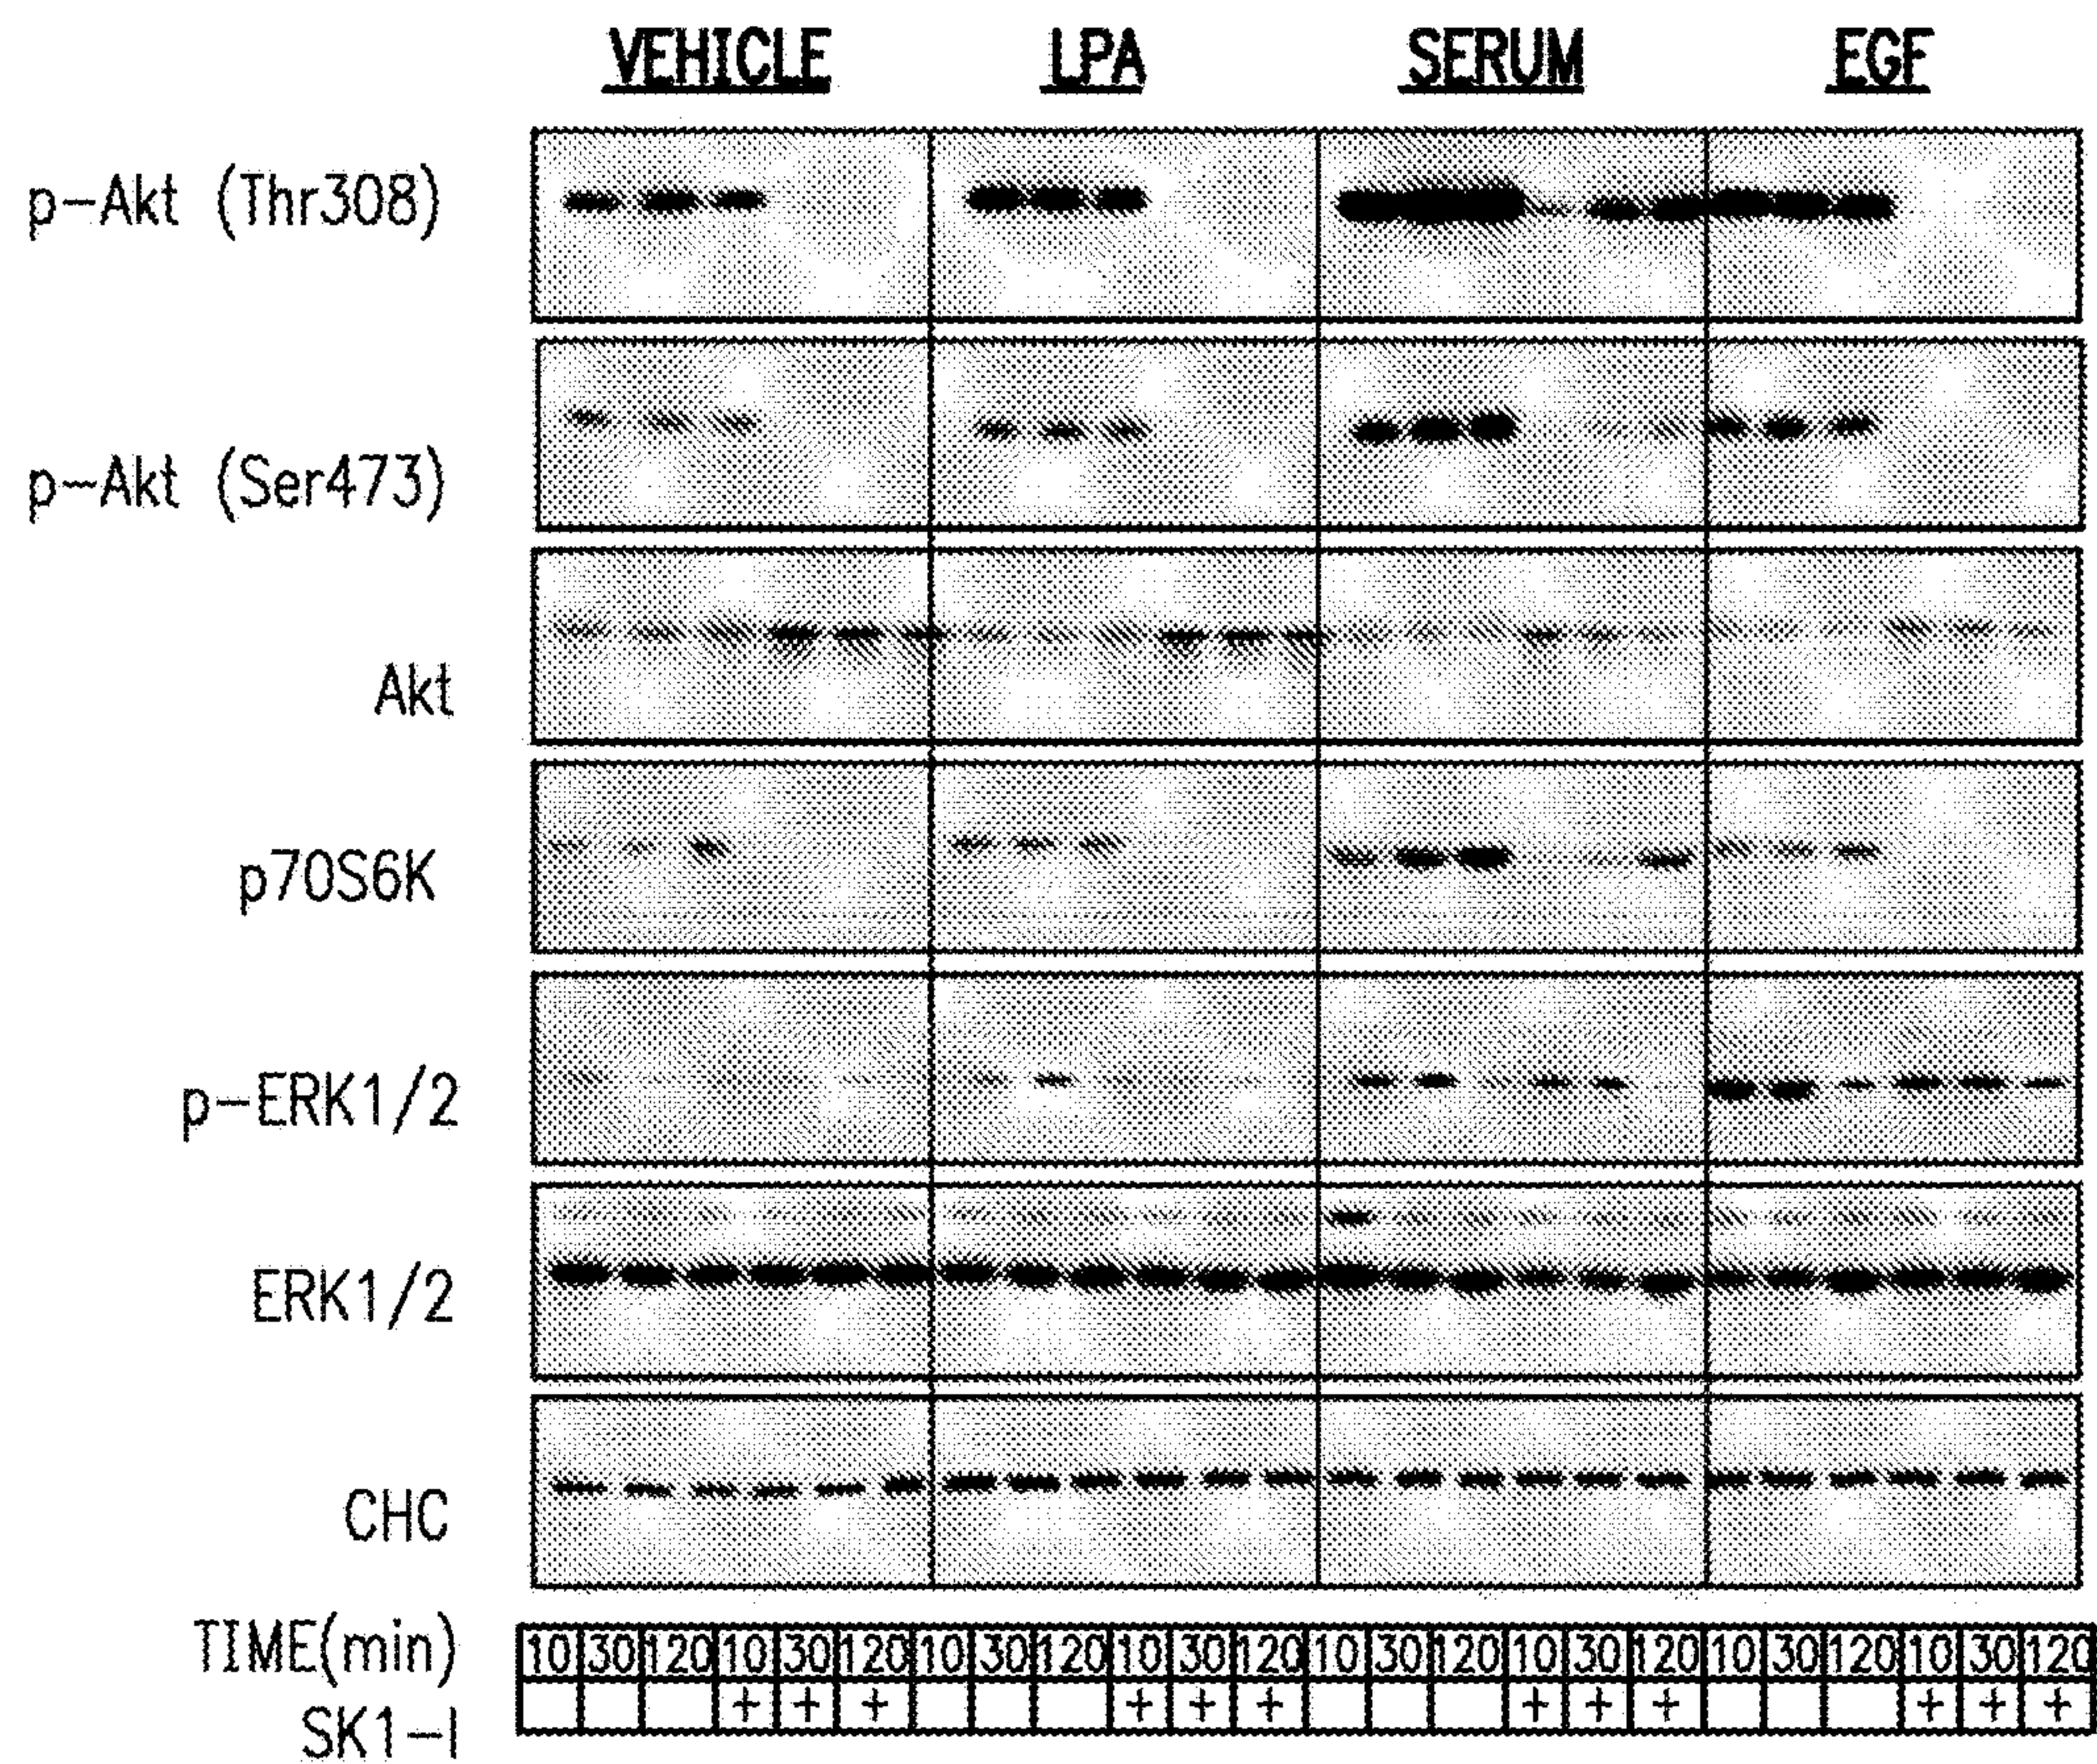 VEHICLE LPA SERUM EGF
p-Akt (Thr308)
p-Akt (Ser473)
Akt
p70S6K
p-ERK1/2
ERK1/2
CHC
TIME(min) 10 30 120 10 30 120 10 30 120 10 30 120 10 30 120 10 30 120 10 30 120 10 30 120
SK1-I + + + + + + + + + + + +